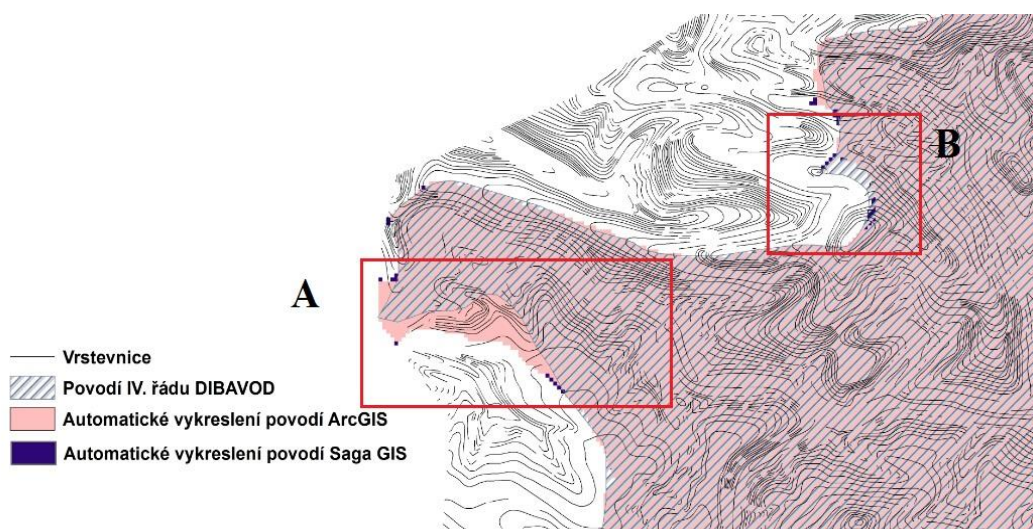 B
A
Vrstevnice
Povodí IV. řádu DIBAVOD
Automatické vykreslení povodí ArcGIS
Automatické vykreslení povodí Saga GIS